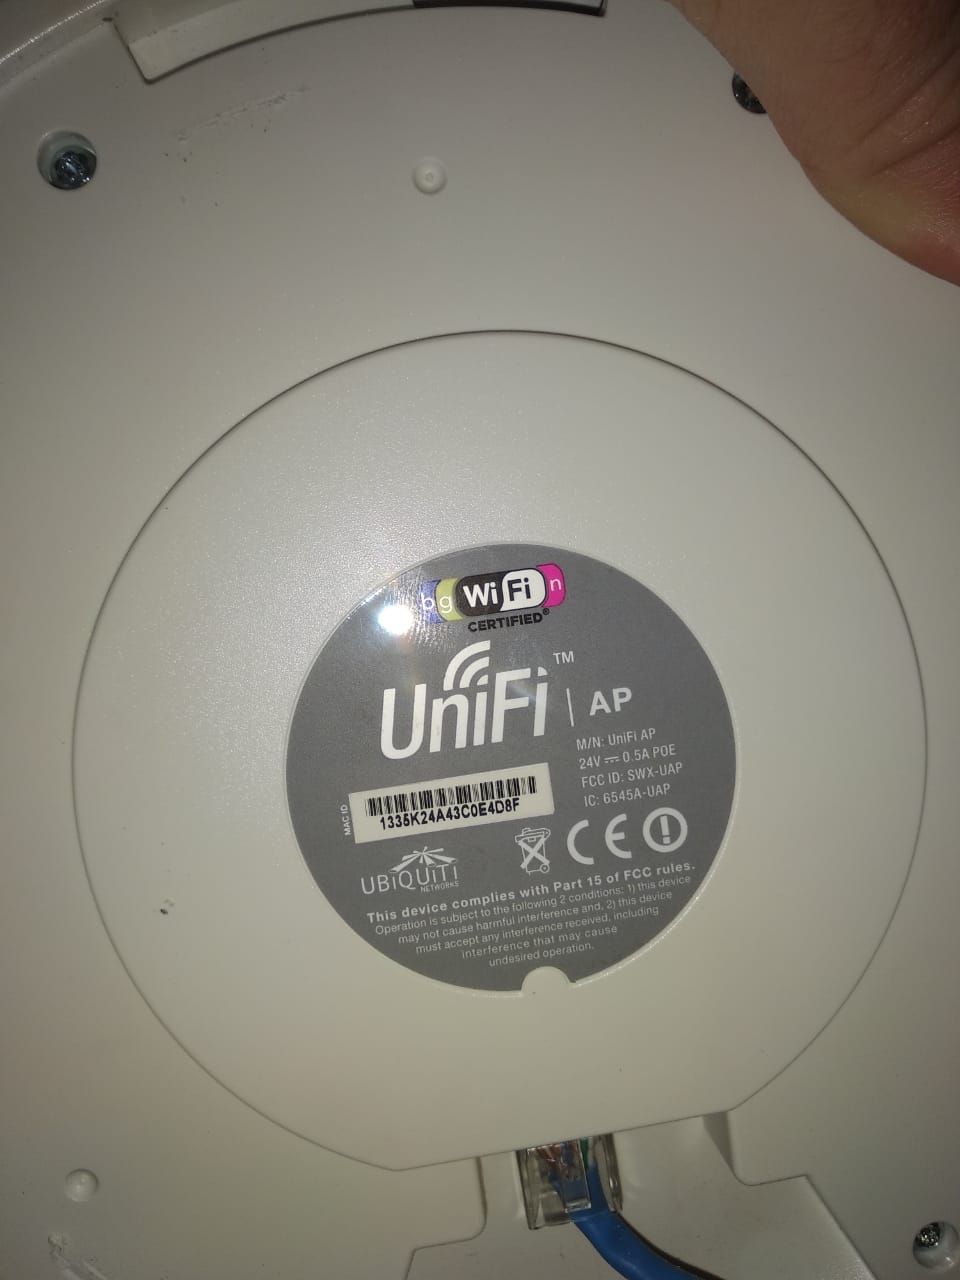 b g Wi Fi n
CERTIFIED®
UniFi™ | AP
M/N: UniFi AP
24V ⎓ 0.5A POE
FCC ID: SWX-UAP
IC: 6545A-UAP
MAC ID
1335K24A43C0E4D8F
UBiQUiTi
NETWORKS
CE
This device complies with Part 15 of FCC rules.
Operation is subject to the following 2 conditions: 1) this device
may not cause harmful interference and, 2) this device
must accept any interference received, including
interference that may cause
undesired operation.